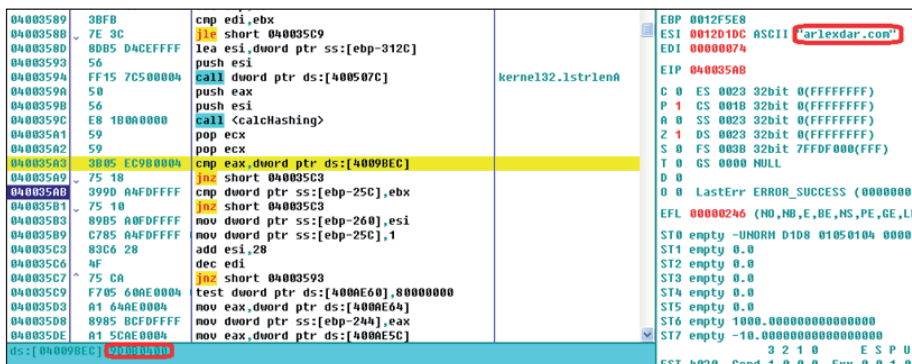 04003589 3BFB cmp edi,ebx
0400358B 7E 3C jle short 040035C9
0400358D 8DB5 D4CEFFFF lea esi,dword ptr ss:[ebp-312C]
04003593 56 push esi
04003594 FF15 7C500004 call dword ptr ds:[400507C] kernel32.lstrlenA
0400359A 50 push eax
0400359B 56 push esi
0400359C E8 1B0A0000 call <calcHashing>
040035A1 59 pop ecx
040035A2 59 pop ecx
040035A3 3B05 EC9B0004 cmp eax,dword ptr ds:[4009BEC]
040035A9 75 18 jnz short 040035C3
040035AB 399D A4FDFFFF cmp dword ptr ss:[ebp-25C],ebx
040035B1 75 10 jnz short 040035C3
040035B3 89B5 A0FDFFFF mov dword ptr ss:[ebp-260],esi
040035B9 C785 A4FDFFFF mov dword ptr ss:[ebp-25C],1
040035C3 83C6 28 add esi,28
040035C6 4F dec edi
040035C7 ^ 75 CA jnz short 04003593
040035C9 F705 60AE0004 test dword ptr ds:[400AE60],80000000
040035D3 A1 64AE0004 mov eax,dword ptr ds:[400AE64]
040035D8 8985 BCFDFFFF mov dword ptr ss:[ebp-244],eax
040035DE A1 5CAE0004 mov eax,dword ptr ds:[400AE5C]
ds:[04009BEC]=9D0B0400
EBP 0012F5E8
ESI 0012D1DC ASCII "arlexdar.com"
EDI 00000074
EIP 040035AB
C 0 ES 0023 32bit 0(FFFFFFFF)
P 1 CS 001B 32bit 0(FFFFFFFF)
A 0 SS 0023 32bit 0(FFFFFFFF)
Z 1 DS 0023 32bit 0(FFFFFFFF)
S 0 FS 003B 32bit 7FFDF000(FFF)
T 0 GS 0000 NULL
D 0
O 0 LastErr ERROR_SUCCESS (0000000
EFL 00000246 (NO,NB,E,BE,NS,PE,GE,L
ST0 empty -UNORM D1D8 01050104 0000
ST1 empty 0.0
ST2 empty 0.0
ST3 empty 0.0
ST4 empty 0.0
ST5 empty 0.0
ST6 empty 1000.0000000000000000
ST7 empty -10.000000000000000000
3 2 1 0 E S P U